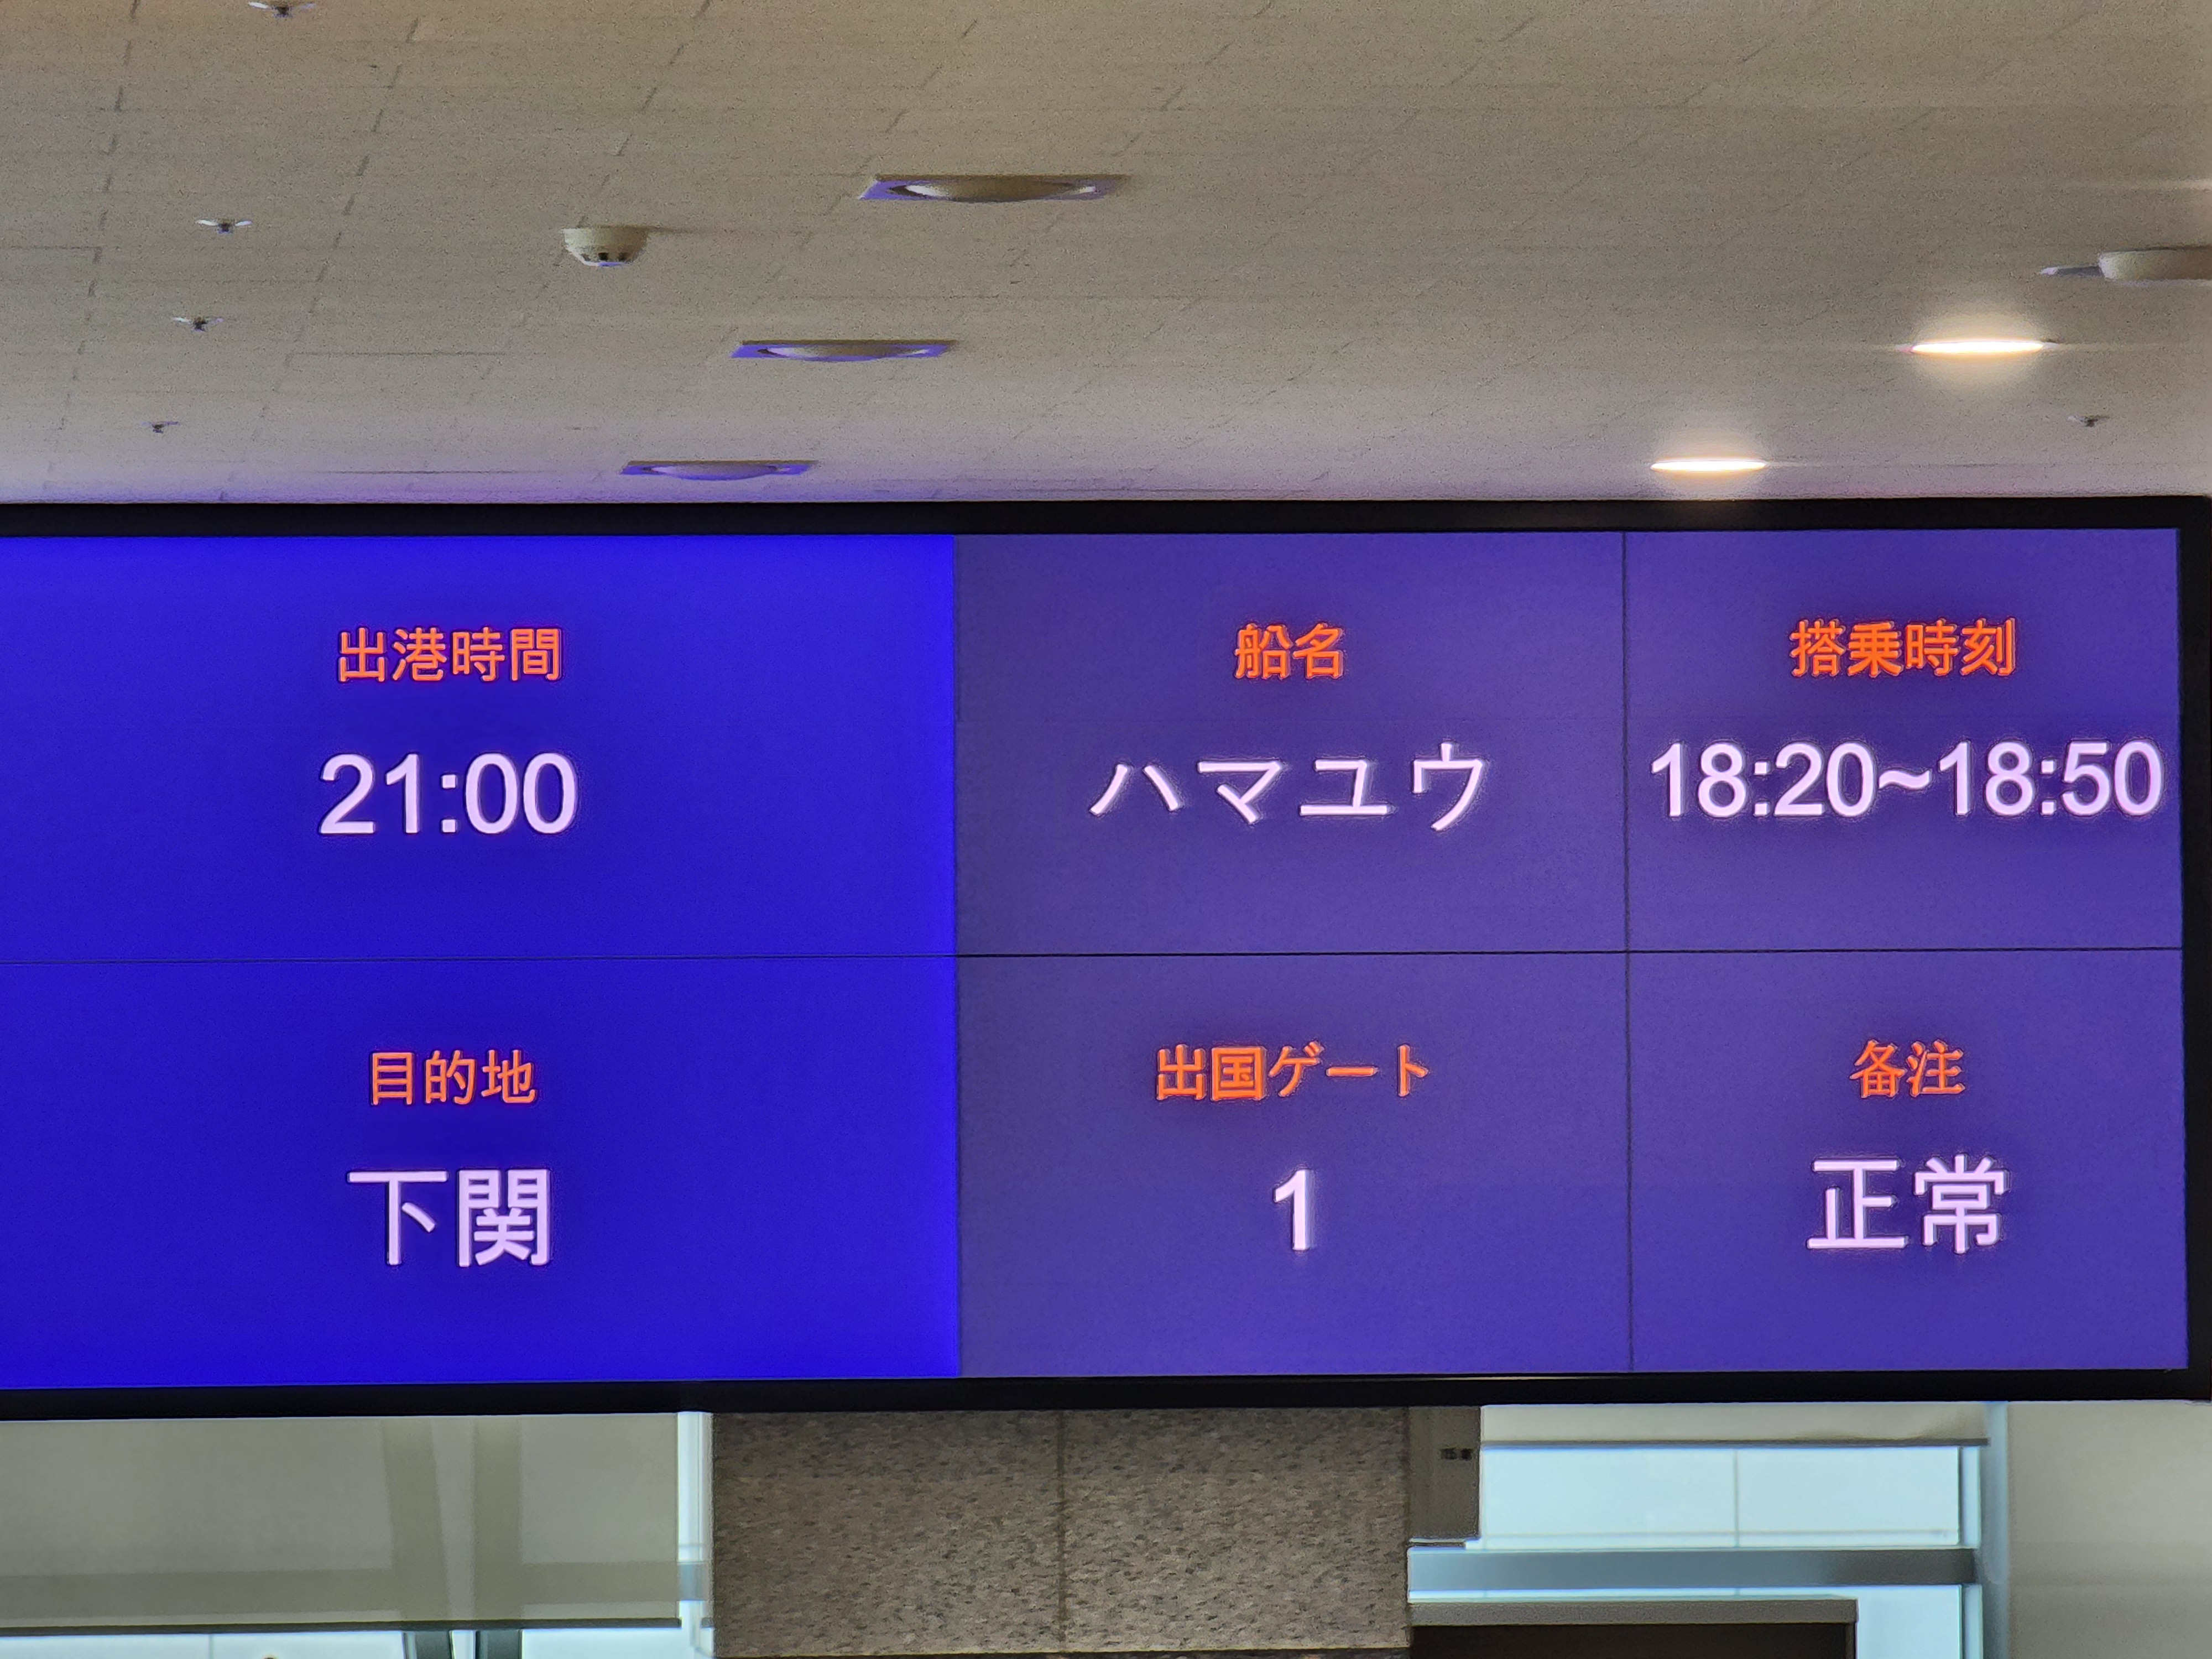 出港時間
21:00
船名
ハマユウ
搭乗時刻
18:20~18:50
目的地
下関
出国ゲート
1
备注
正常